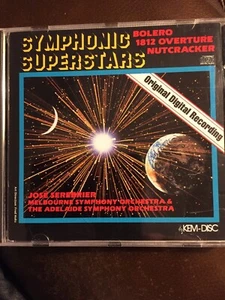 SYMPHONIC
SUPERSTARS
BOLERO
1812 OVERTURE
NUTCRACKER
Original Digital Recording
JOSE SEREBRIER
MELBOURNE SYMPHONY ORCHESTRA &
THE ADELAIDE SYMPHONY ORCHESTRA
KEM-DISC